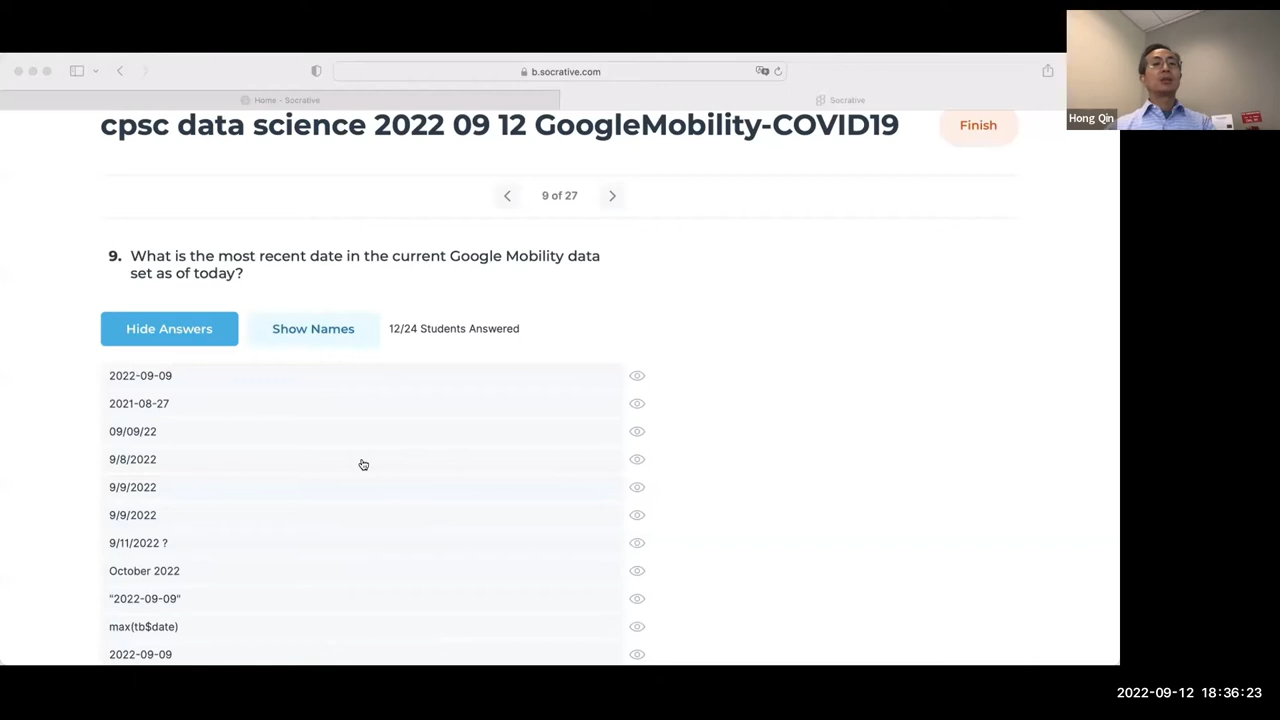 b.socrative.com
Home - Socrative
Socrative
cpsc data science 2022 09 12 GoogleMobility-COVID19
Finish
Hong Qin
9 of 27
9. What is the most recent date in the current Google Mobility data
set as of today?
Hide Answers
Show Names
12/24 Students Answered
2022-09-09
2021-08-27
09/09/22
9/8/2022
9/9/2022
9/9/2022
9/11/2022 ?
October 2022
"2022-09-09"
max(tb$date)
2022-09-09
2022-09-12 18:36:23